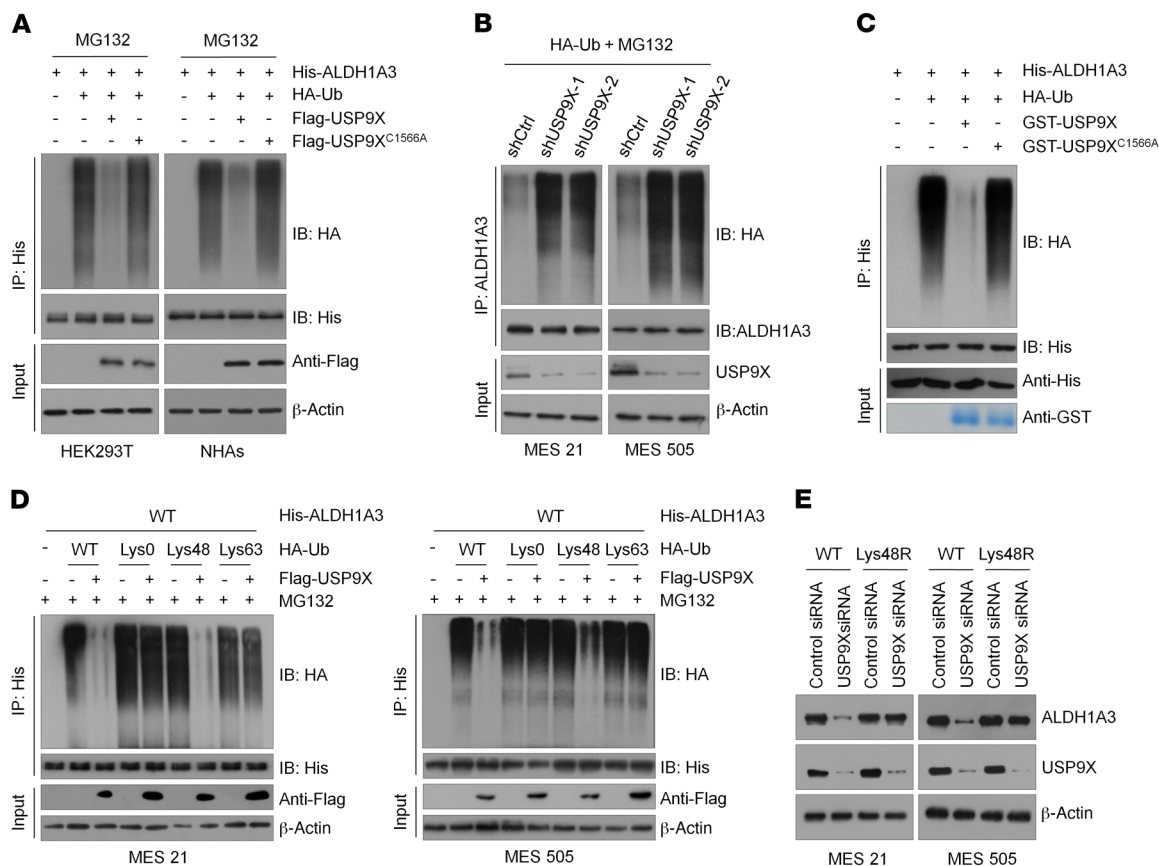 A
MG132 MG132
+ + + + + + + + His-ALDH1A3
- + + + - + + + HA-Ub
- - + - - - + - Flag-USP9X
- - - + - - - + Flag-USP9XC1566A
IP: His
IB: HA
IB: His
Input
Anti-Flag
β-Actin
HEK293T NHAs
B
HA-Ub + MG132
shCtrl
shUSP9X-1
shUSP9X-2
shCtrl
shUSP9X-1
shUSP9X-2
IP: ALDH1A3
IB: HA
IB:ALDH1A3
Input
USP9X
β-Actin
MES 21 MES 505
C
+ + + + His-ALDH1A3
- + + + HA-Ub
- - + - GST-USP9X
- - - + GST-USP9XC1566A
IP: His
IB: HA
IB: His
Input
Anti-His
Anti-GST
D
WT His-ALDH1A3
- WT Lys0 Lys48 Lys63 HA-Ub
- - + - + - + - + Flag-USP9X
+ + + + + + + + + MG132
IP: His
IB: HA
IB: His
Input
Anti-Flag
β-Actin
MES 21
WT His-ALDH1A3
- WT Lys0 Lys48 Lys63 HA-Ub
- - + - + - + - + Flag-USP9X
+ + + + + + + + + MG132
IP: His
IB: HA
IB: His
Input
Anti-Flag
β-Actin
MES 505
E
WT Lys48R WT Lys48R
Control siRNA
USP9XsiRNA
Control siRNA
USP9X siRNA
Control siRNA
USP9X siRNA
Control siRNA
USP9X siRNA
ALDH1A3
USP9X
β-Actin
MES 21 MES 505